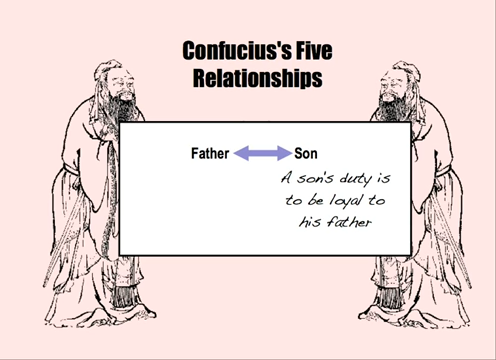 Confucius's Five
Relationships
Father Son
A son's duty is
to be loyal to
his father